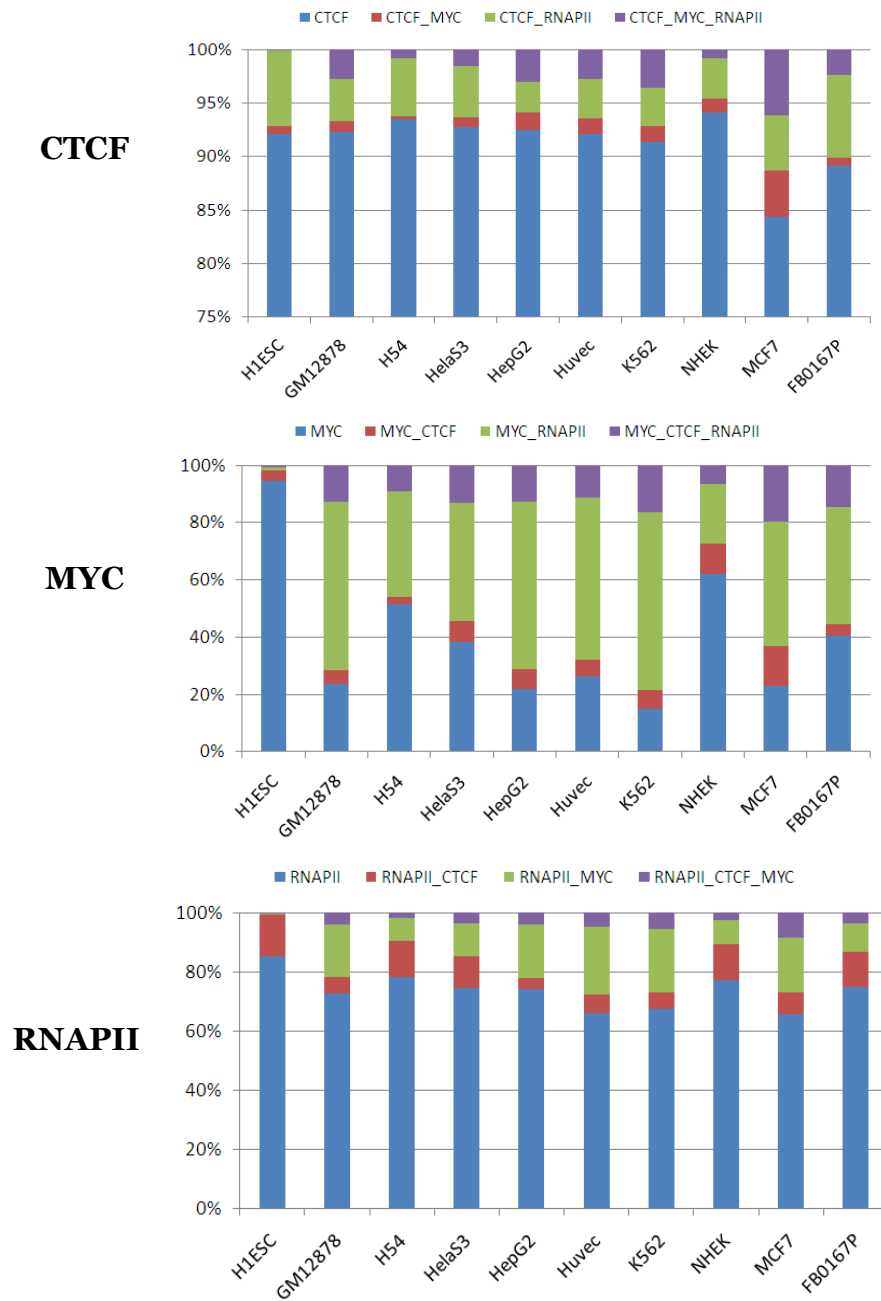 CTCF CTCF_MYC CTCF_RNAPII CTCF_MYC_RNAPII
CTCF
100%
95%
90%
85%
80%
75%
H1ESC GM12878 H54 HelaS3 HepG2 Huvec K562 NHEK MCF7 FB0167P
MYC MYC_CTCF MYC_RNAPII MYC_CTCF_RNAPII
MYC
100%
80%
60%
40%
20%
0%
H1ESC GM12878 H54 HelaS3 HepG2 Huvec K562 NHEK MCF7 FB0167P
RNAPII RNAPII_CTCF RNAPII_MYC RNAPII_CTCF_MYC
RNAPII
100%
80%
60%
40%
20%
0%
H1ESC GM12878 H54 HelaS3 HepG2 Huvec K562 NHEK MCF7 FB0167P